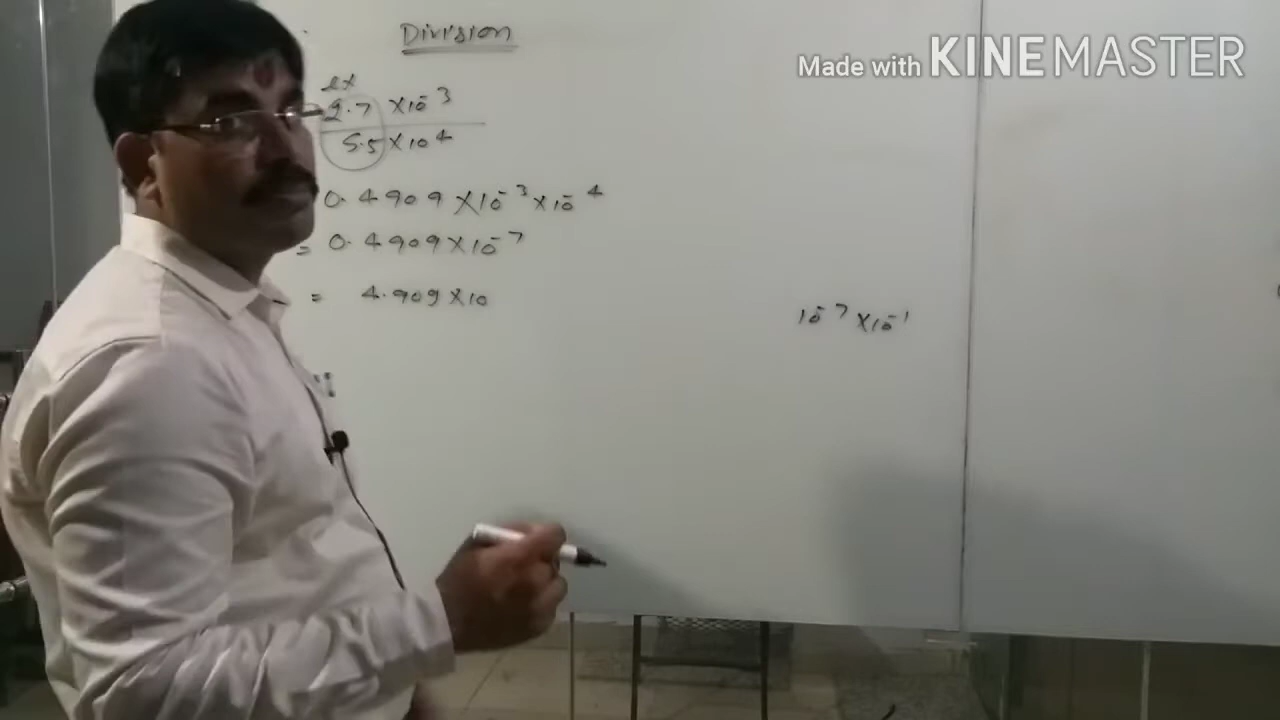 Division
Made with KINEMASTER
ex
2.7 × 10⁻³
5.5 × 10⁴
0.4909 × 10⁻³ × 10⁻⁴
= 0.4909 × 10⁻⁷
= 4.909 × 10
10⁻⁷ × 10⁻¹